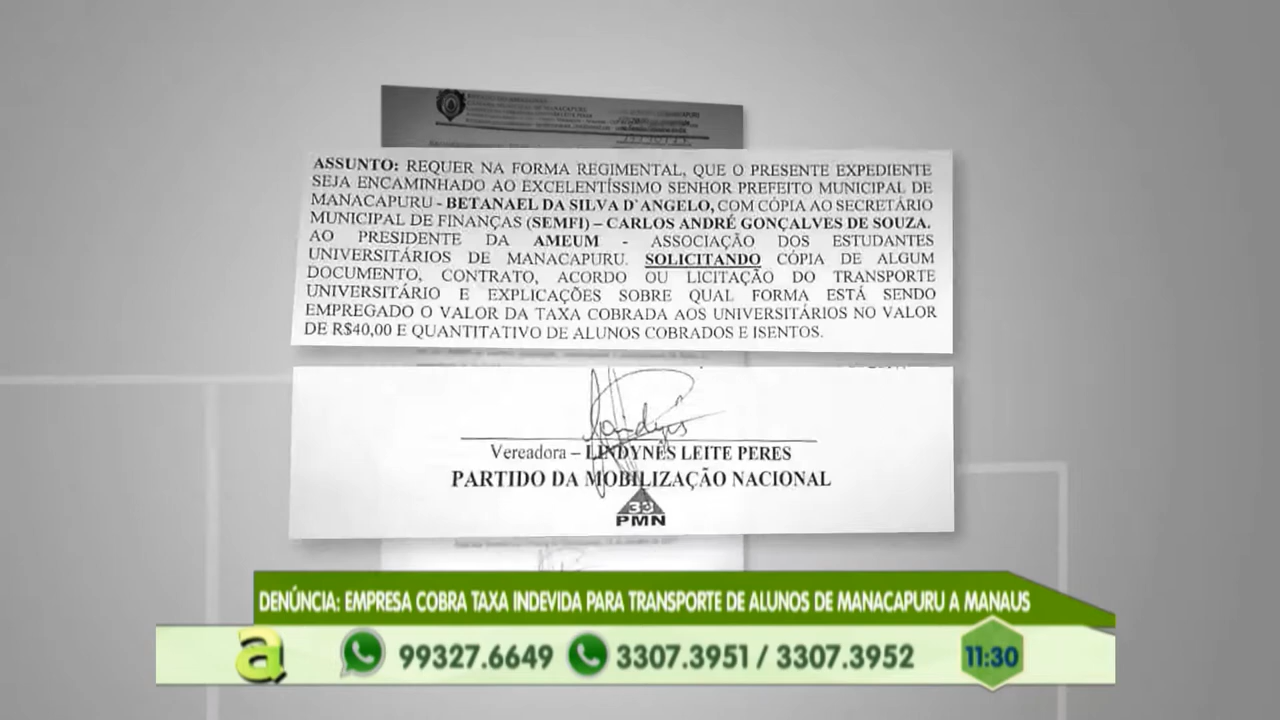 ASSUNTO: REQUER NA FORMA REGIMENTAL, QUE O PRESENTE EXPEDIENTE
SEJA ENCAMINHADO AO EXCELENTÍSSIMO SENHOR PREFEITO MUNICIPAL DE
MANACAPURU - BETANAEL DA SILVA D`ANGELO, COM CÓPIA AO SECRETÁRIO
MUNICIPAL DE FINANÇAS (SEMFI) – CARLOS ANDRÉ GONÇALVES DE SOUZA.
AO PRESIDENTE DA AMEUM - ASSOCIAÇÃO DOS ESTUDANTES
UNIVERSITÁRIOS DE MANACAPURU. SOLICITANDO CÓPIA DE ALGUM
DOCUMENTO, CONTRATO, ACORDO OU LICITAÇÃO DO TRANSPORTE
UNIVERSITÁRIO E EXPLICAÇÕES SOBRE QUAL FORMA ESTÁ SENDO
EMPREGADO O VALOR DA TAXA COBRADA AOS UNIVERSITÁRIOS NO VALOR
DE R$40,00 E QUANTITATIVO DE ALUNOS COBRADOS E ISENTOS.
Vereadora – LINDYNÊS LEITE PERES
PARTIDO DA MOBILIZAÇÃO NACIONAL
33
PMN
DENÚNCIA: EMPRESA COBRA TAXA INDEVIDA PARA TRANSPORTE DE ALUNOS DE MANACAPURU A MANAUS
a 99327.6649 3307.3951 / 3307.3952 11:30